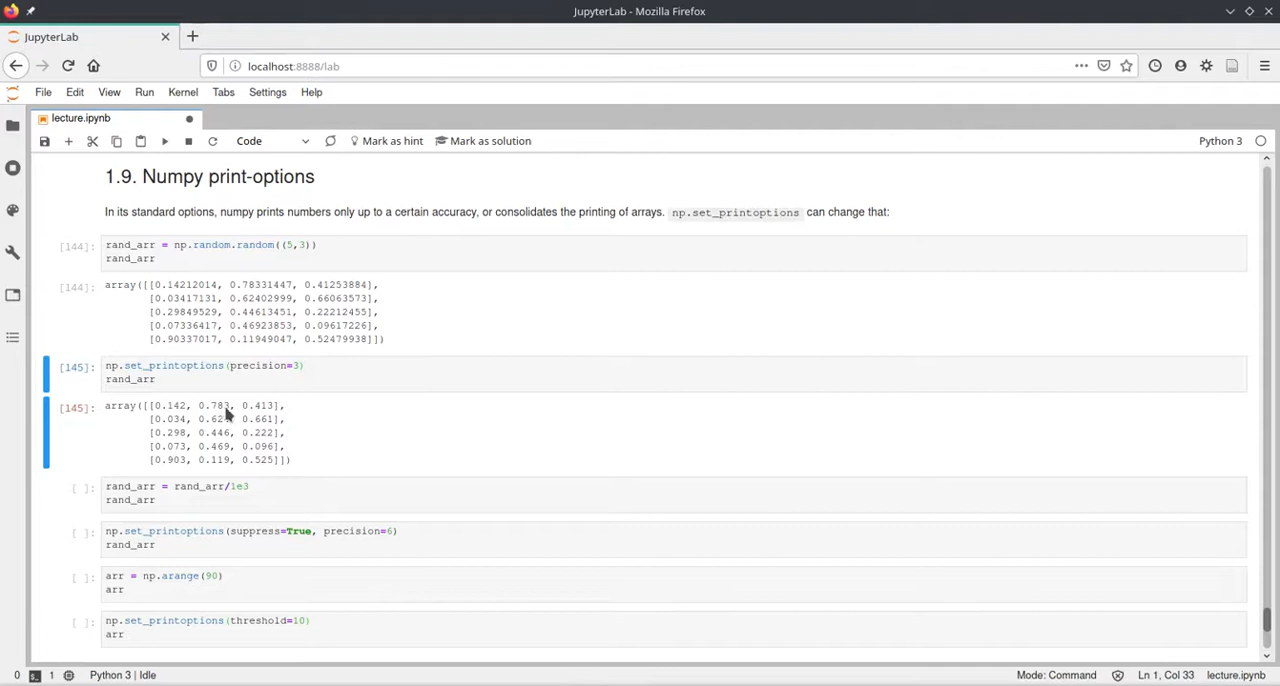 JupyterLab - Mozilla Firefox
JupyterLab
localhost:8888/lab
File Edit View Run Kernel Tabs Settings Help
lecture.ipynb
Code Mark as hint Mark as solution Python 3
1.9. Numpy print-options
In its standard options, numpy prints numbers only up to a certain accuracy, or consolidates the printing of arrays. np.set_printoptions can change that:
[144]: rand_arr = np.random.random((5,3))
rand_arr
[144]: array([[0.14212014, 0.78331447, 0.41253884],
[0.03417131, 0.62402999, 0.66063573],
[0.29849529, 0.44613451, 0.22212455],
[0.07336417, 0.46923853, 0.09617226],
[0.90337017, 0.11949047, 0.52479938]])
[145]: np.set_printoptions(precision=3)
rand_arr
[145]: array([[0.142, 0.783, 0.413],
[0.034, 0.661],
[0.298, 0.446, 0.222],
[0.073, 0.469, 0.096],
[0.903, 0.119, 0.525]])
[ ]: rand_arr = rand_arr/1e3
rand_arr
[ ]: np.set_printoptions(suppress=True, precision=6)
rand_arr
[ ]: arr = np.arange(90)
arr
[ ]: np.set_printoptions(threshold=10)
arr
0 1 Python 3 | Idle Mode: Command Ln 1, Col 33 lecture.ipynb